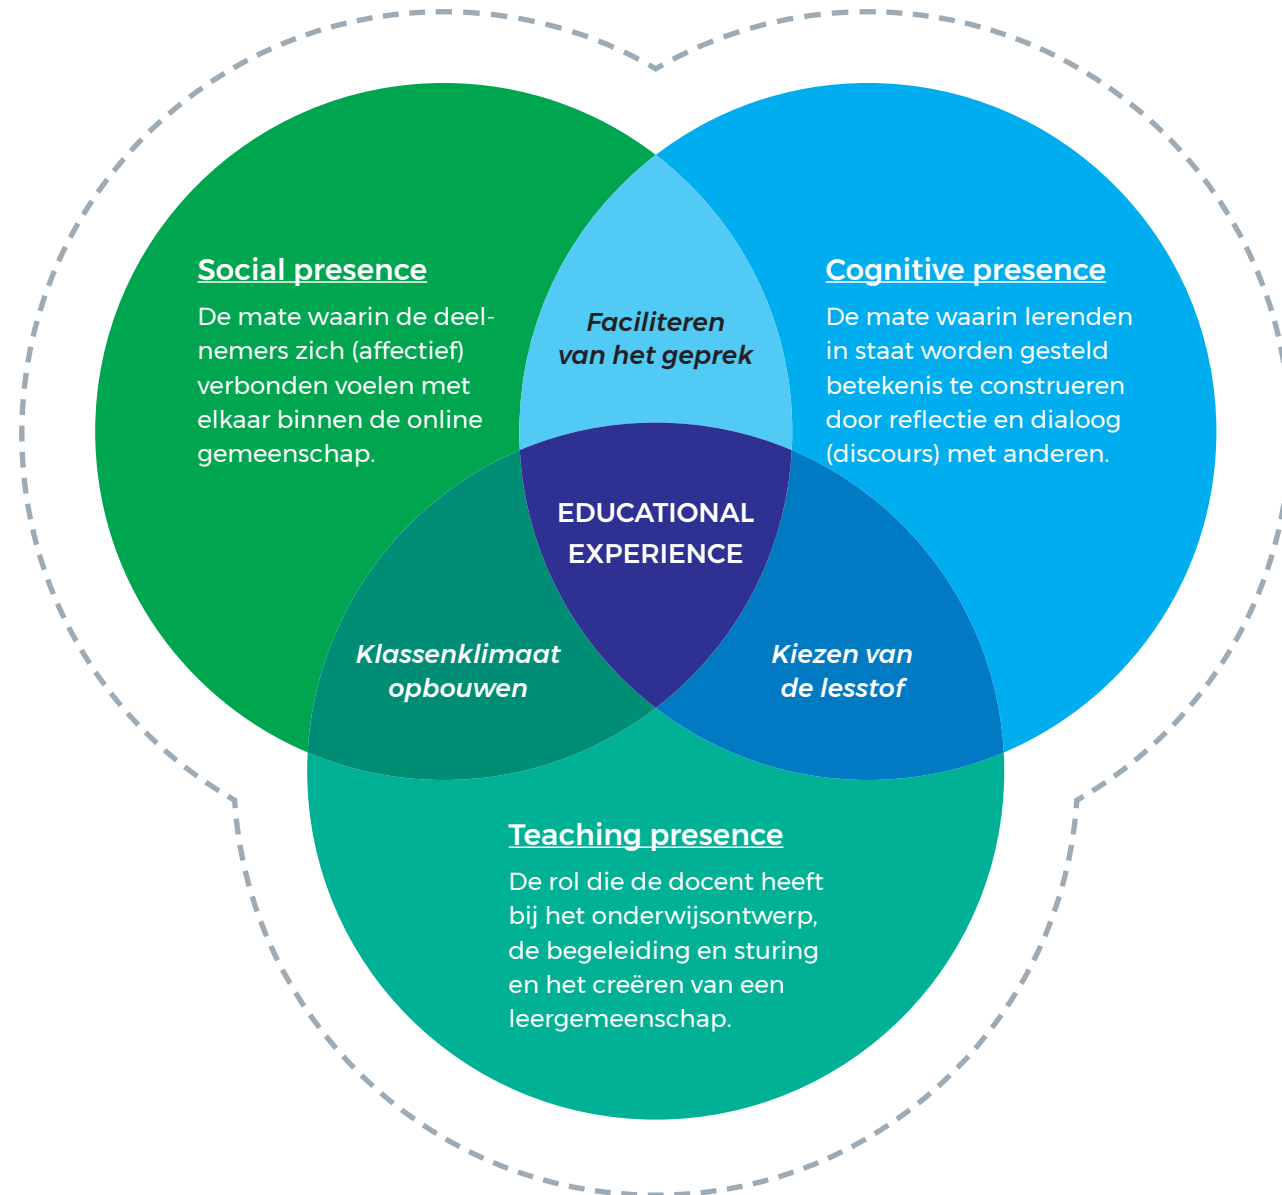 Social presence
De mate waarin de deel-
nemers zich (affectief)
verbonden voelen met
elkaar binnen de online
gemeenschap.
Faciliteren
van het geprek
Cognitive presence
De mate waarin lerenden
in staat worden gesteld
betekenis te construeren
door reflectie en dialoog
(discours) met anderen.
EDUCATIONAL
EXPERIENCE
Klassenklimaat
opbouwen
Kiezen van
de lesstof
Teaching presence
De rol die de docent heeft
bij het onderwijsontwerp,
de begeleiding en sturing
en het creëren van een
leergemeenschap.